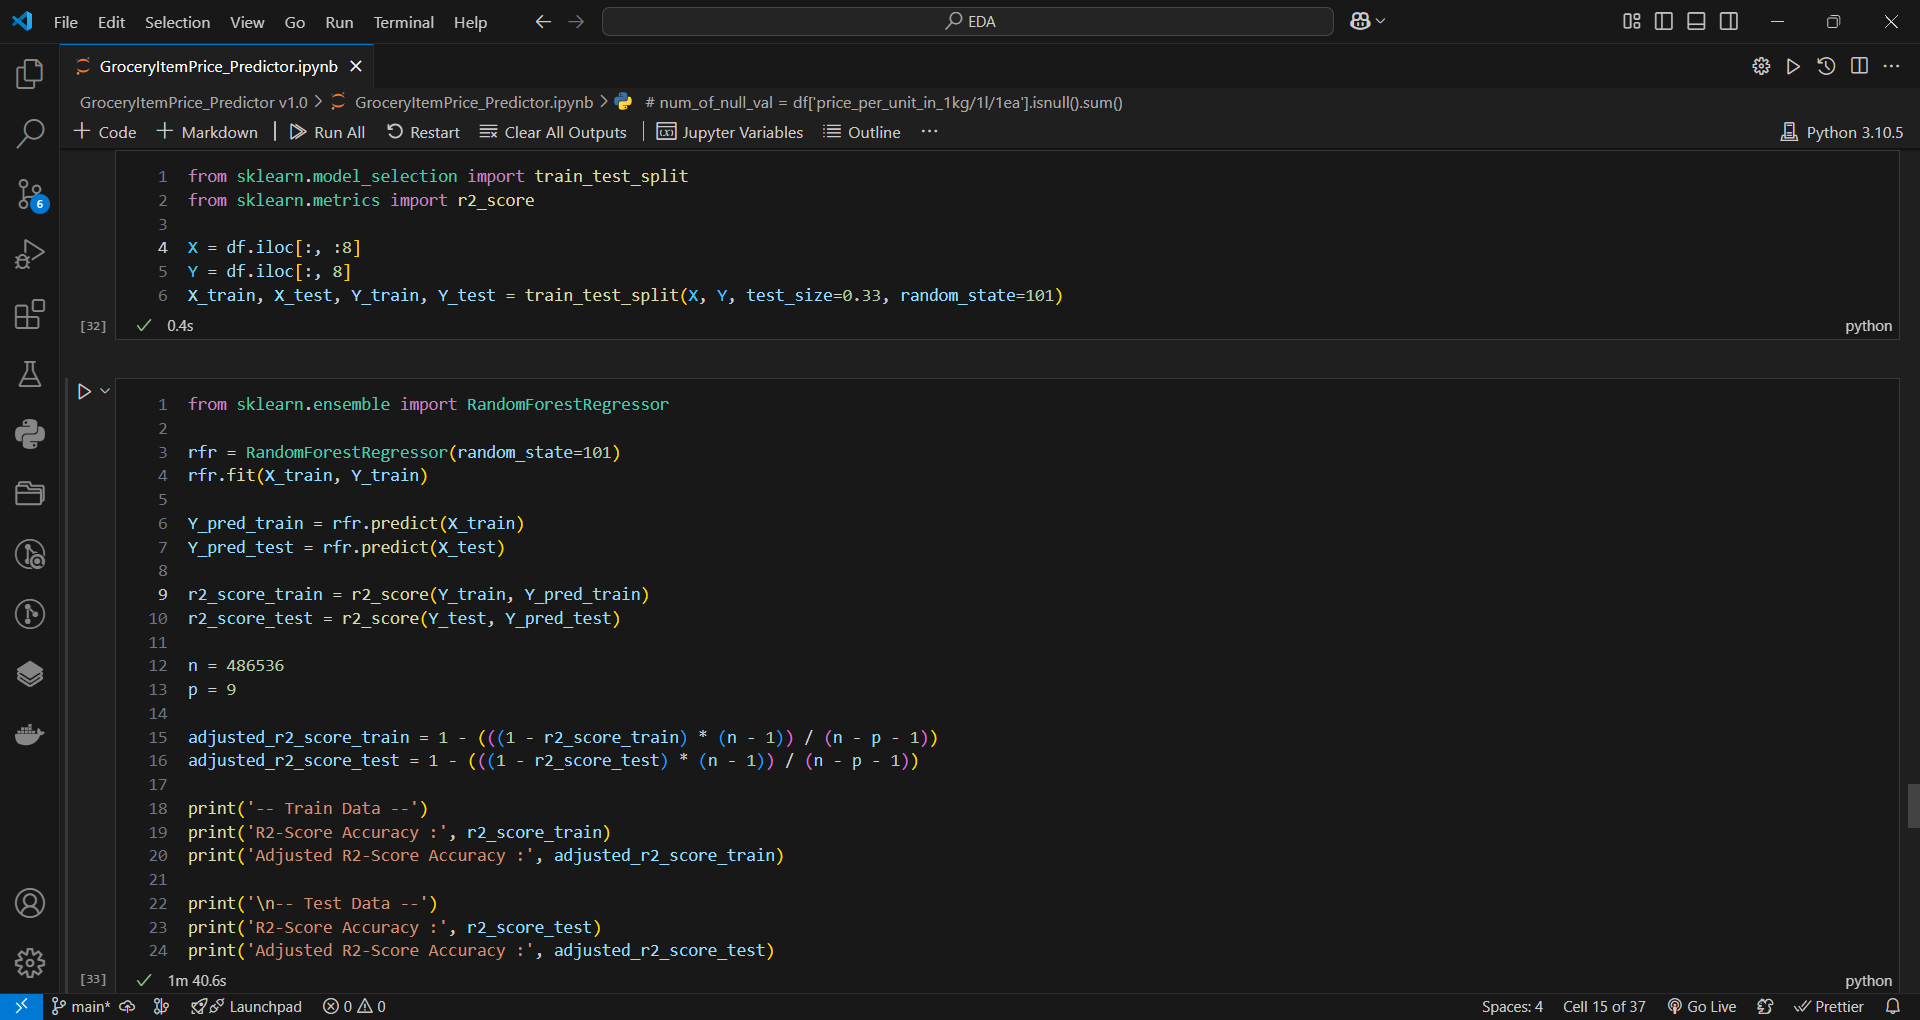 File Edit Selection View Go Run Terminal Help EDA
GroceryItemPrice_Predictor.ipynb
GroceryItemPrice_Predictor v1.0 > GroceryItemPrice_Predictor.ipynb > # num_of_null_val = df['price_per_unit_in_1kg/1l/1ea'].isnull().sum()
+ Code + Markdown | Run All Restart Clear All Outputs | Jupyter Variables Outline ··· Python 3.10.5
1 from sklearn.model_selection import train_test_split
2 from sklearn.metrics import r2_score
3
4 X = df.iloc[:, :8]
5 Y = df.iloc[:, 8]
6 X_train, X_test, Y_train, Y_test = train_test_split(X, Y, test_size=0.33, random_state=101)
[32] ✓ 0.4s python
1 from sklearn.ensemble import RandomForestRegressor
2
3 rfr = RandomForestRegressor(random_state=101)
4 rfr.fit(X_train, Y_train)
5
6 Y_pred_train = rfr.predict(X_train)
7 Y_pred_test = rfr.predict(X_test)
8
9 r2_score_train = r2_score(Y_train, Y_pred_train)
10 r2_score_test = r2_score(Y_test, Y_pred_test)
11
12 n = 486536
13 p = 9
14
15 adjusted_r2_score_train = 1 - (((1 - r2_score_train) * (n - 1)) / (n - p - 1))
16 adjusted_r2_score_test = 1 - (((1 - r2_score_test) * (n - 1)) / (n - p - 1))
17
18 print('-- Train Data --')
19 print('R2-Score Accuracy :', r2_score_train)
20 print('Adjusted R2-Score Accuracy :', adjusted_r2_score_train)
21
22 print('\n-- Test Data --')
23 print('R2-Score Accuracy :', r2_score_test)
24 print('Adjusted R2-Score Accuracy :', adjusted_r2_score_test)
[33] ✓ 1m 40.6s python
6
main* Launchpad 0 0 Spaces: 4 Cell 15 of 37 Go Live Prettier